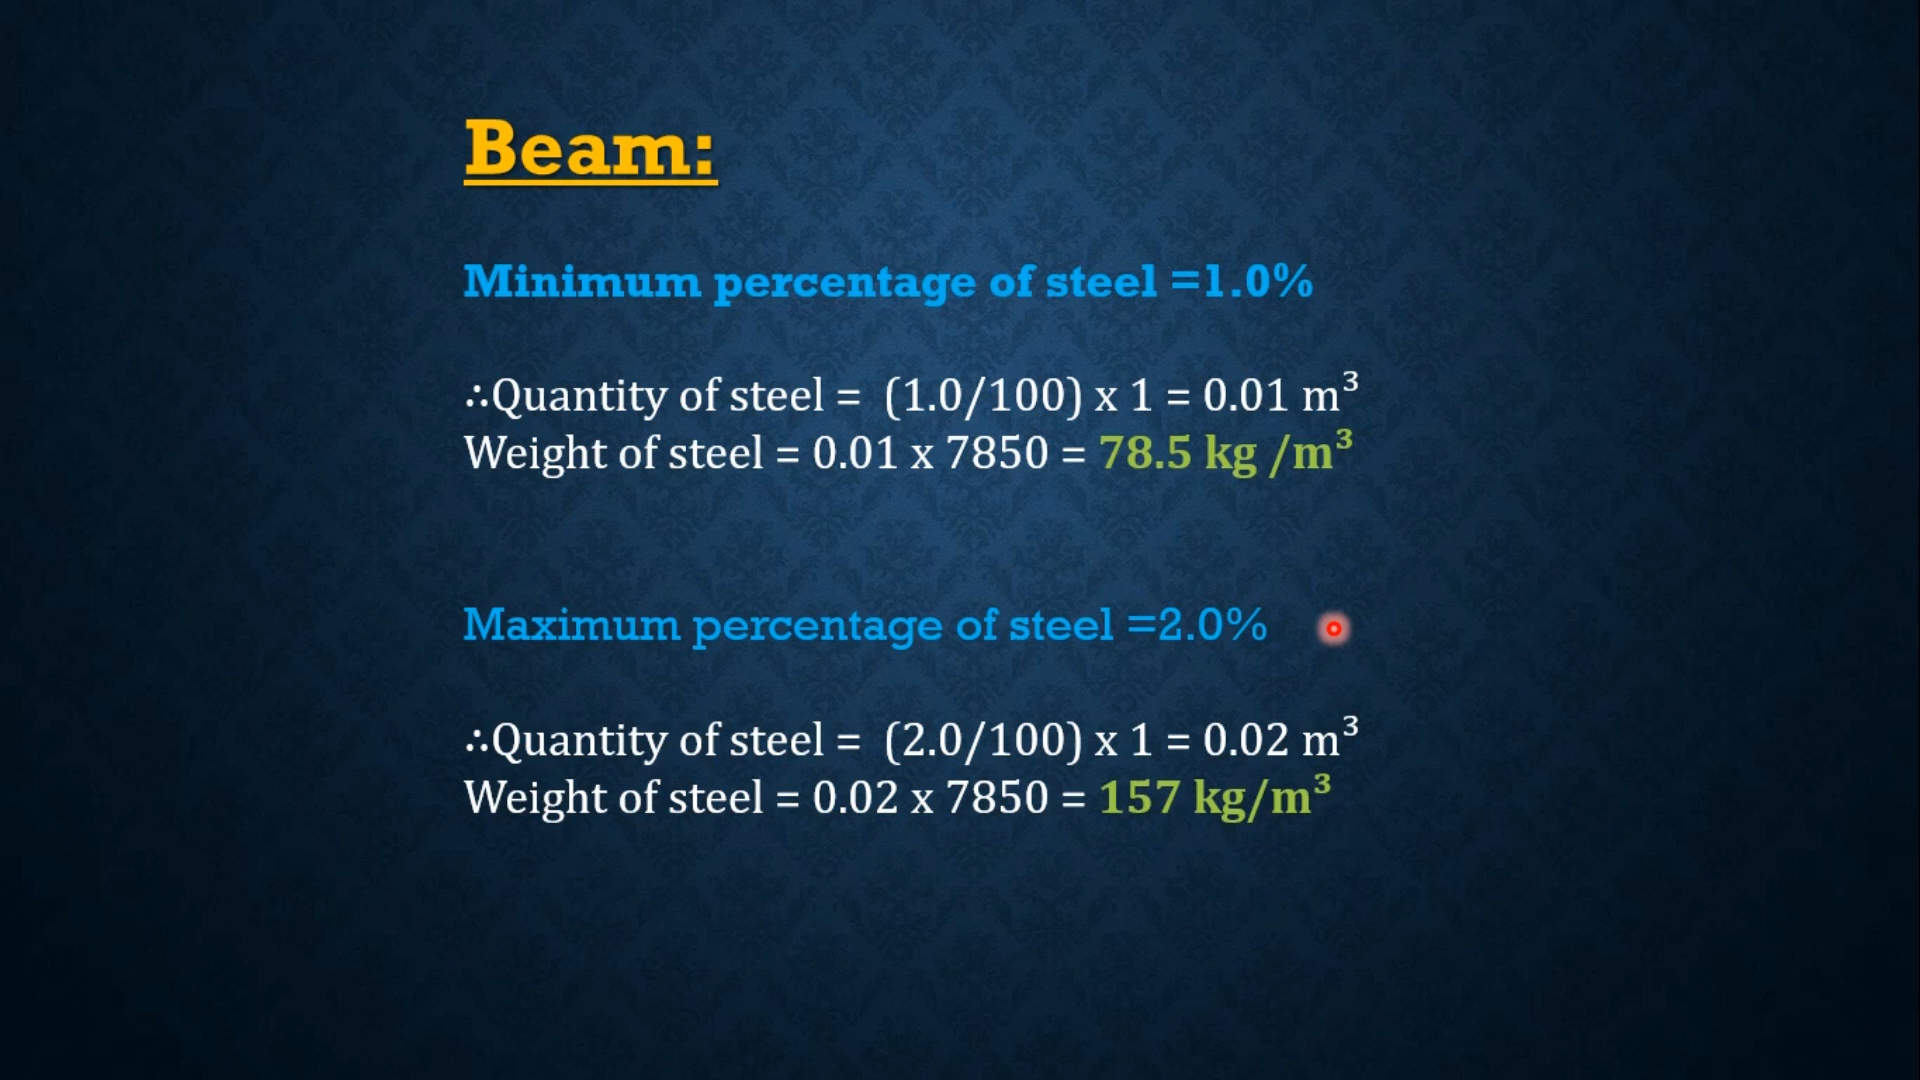 Beam:
Minimum percentage of steel =1.0%
∴Quantity of steel = (1.0/100) x 1 = 0.01 m³
Weight of steel = 0.01 x 7850 = 78.5 kg /m³
Maximum percentage of steel =2.0%
∴Quantity of steel = (2.0/100) x 1 = 0.02 m³
Weight of steel = 0.02 x 7850 = 157 kg/m³